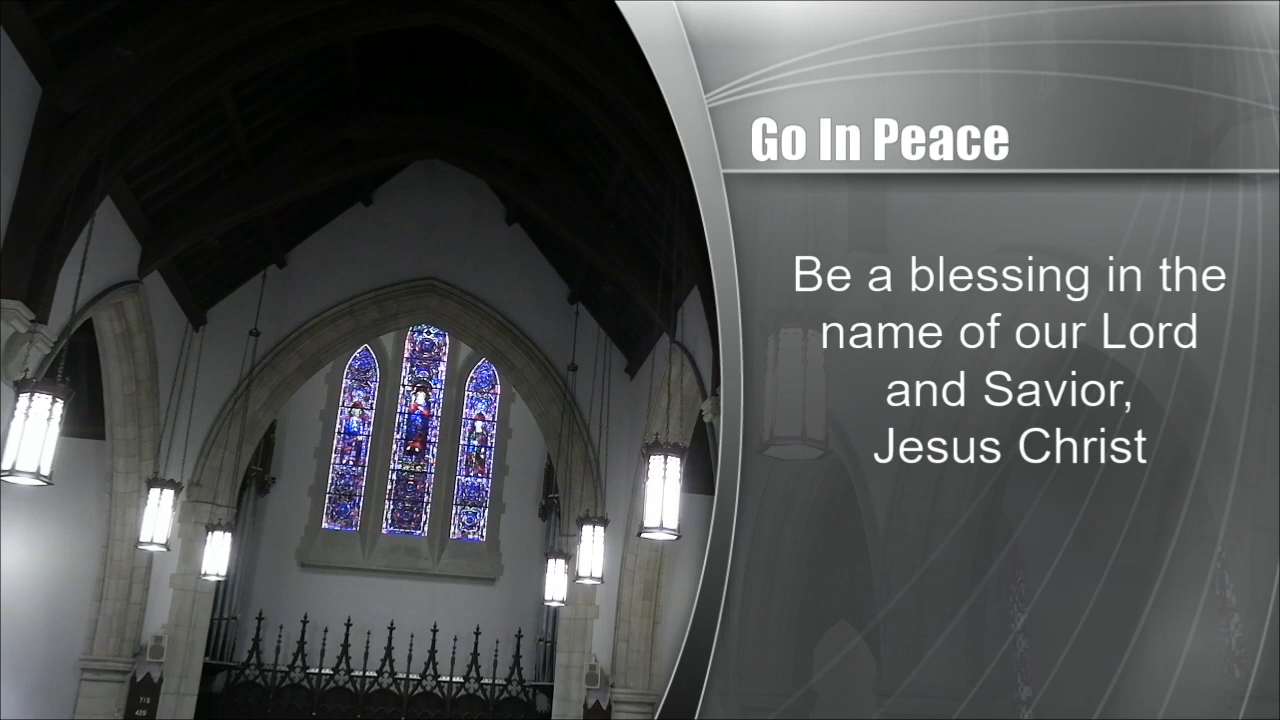 Go In Peace
Be a blessing in the
name of our Lord
and Savior,
Jesus Christ